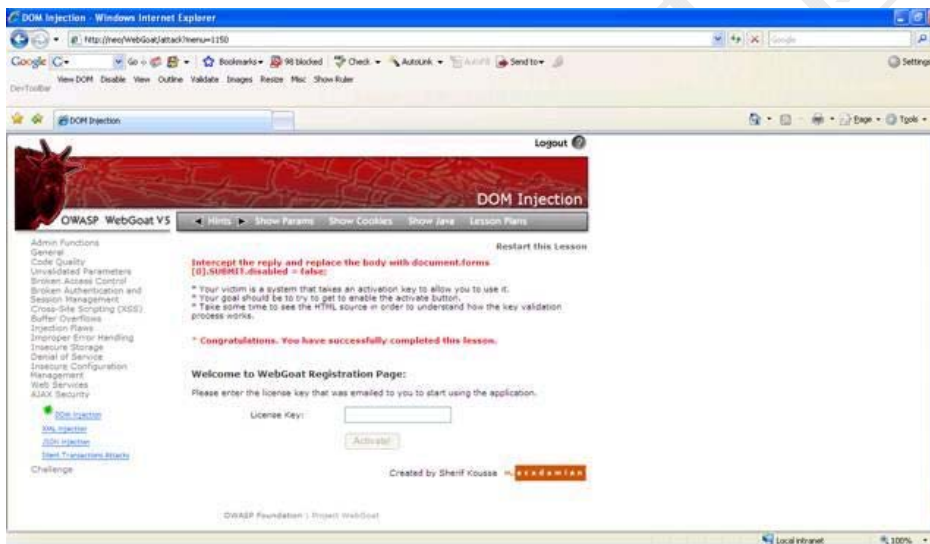 DOM Injection - Windows Internet Explorer
http://neo/WebGoat/attack?menu=1150
Google
Google G Go Bookmarks 98 blocked Check AutoLink AutoFill Send to Settings
View DOM Disable View Outline Validate Images Resize Misc Show Ruler
DevToolbar
DOM Injection Page Tools
Logout
DOM Injection
OWASP WebGoat V5 Hints Show Params Show Cookies Show Java Lesson Plans
Restart this Lesson
Admin Functions
General
Code Quality
Unvalidated Parameters
Broken Access Control
Broken Authentication and
Session Management
Cross-Site Scripting (XSS)
Buffer Overflows
Injection Flaws
Improper Error Handling
Insecure Storage
Denial of Service
Insecure Configuration
Management
Web Services
AJAX Security
DOM Injection
XML Injection
JSON Injection
Silent Transactions Attacks
Challenge
Intercept the reply and replace the body with document.forms
[0].SUBMIT.disabled = false;
* Your victim is a system that takes an activation key to allow you to use it.
* Your goal should be to try to get to enable the activate button.
* Take some time to see the HTML source in order to understand how the key validation
process works.
* Congratulations. You have successfully completed this lesson.
Welcome to WebGoat Registration Page:
Please enter the license key that was emailed to you to start using the application.
License Key:
Activate!
Created by Sherif Koussa macadamian
OWASP Foundation | Project WebGoat
Local intranet 100%